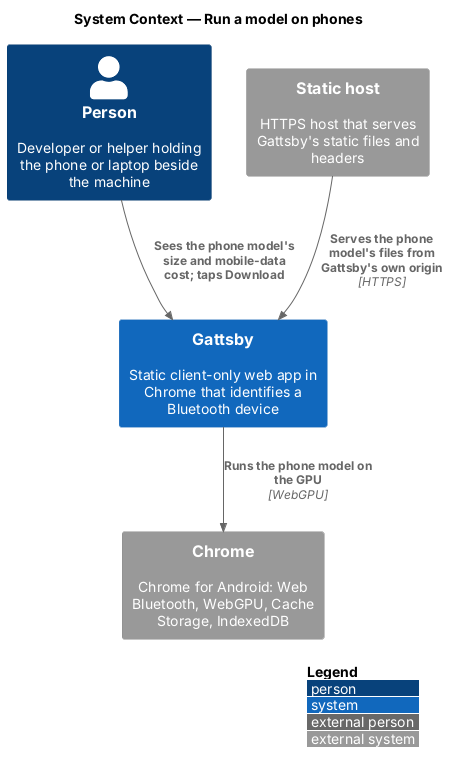 System Context — Run a model on phones
Person
Developer or helper holding
the phone or laptop beside
the machine
Static host
HTTPS host that serves
Gattsby's static files and
headers
Sees the phone model's
size and mobile-data
cost; taps Download
Serves the phone
model's files from
Gattsby's own origin
[HTTPS]
Gattsby
Static client-only web app in
Chrome that identifies a
Bluetooth device
Runs the phone model on
the GPU
[WebGPU]
Chrome
Chrome for Android: Web
Bluetooth, WebGPU, Cache
Storage, IndexedDB
Legend
person
system
external person
external system